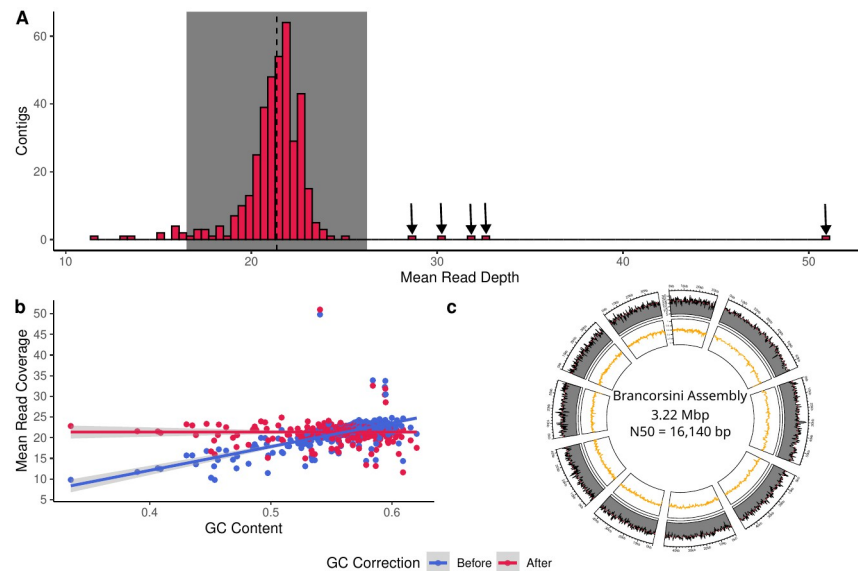 A
60
40
20
0
Contigs
10
20
30
40
50
Mean Read Depth
b
50
45
40
35
30
25
20
15
10
5
Mean Read Coverage
0.4
0.5
0.6
GC Content
c
Brancorsini Assembly
3.22 Mbp
N50 = 16,140 bp
GC Correction
Before
After